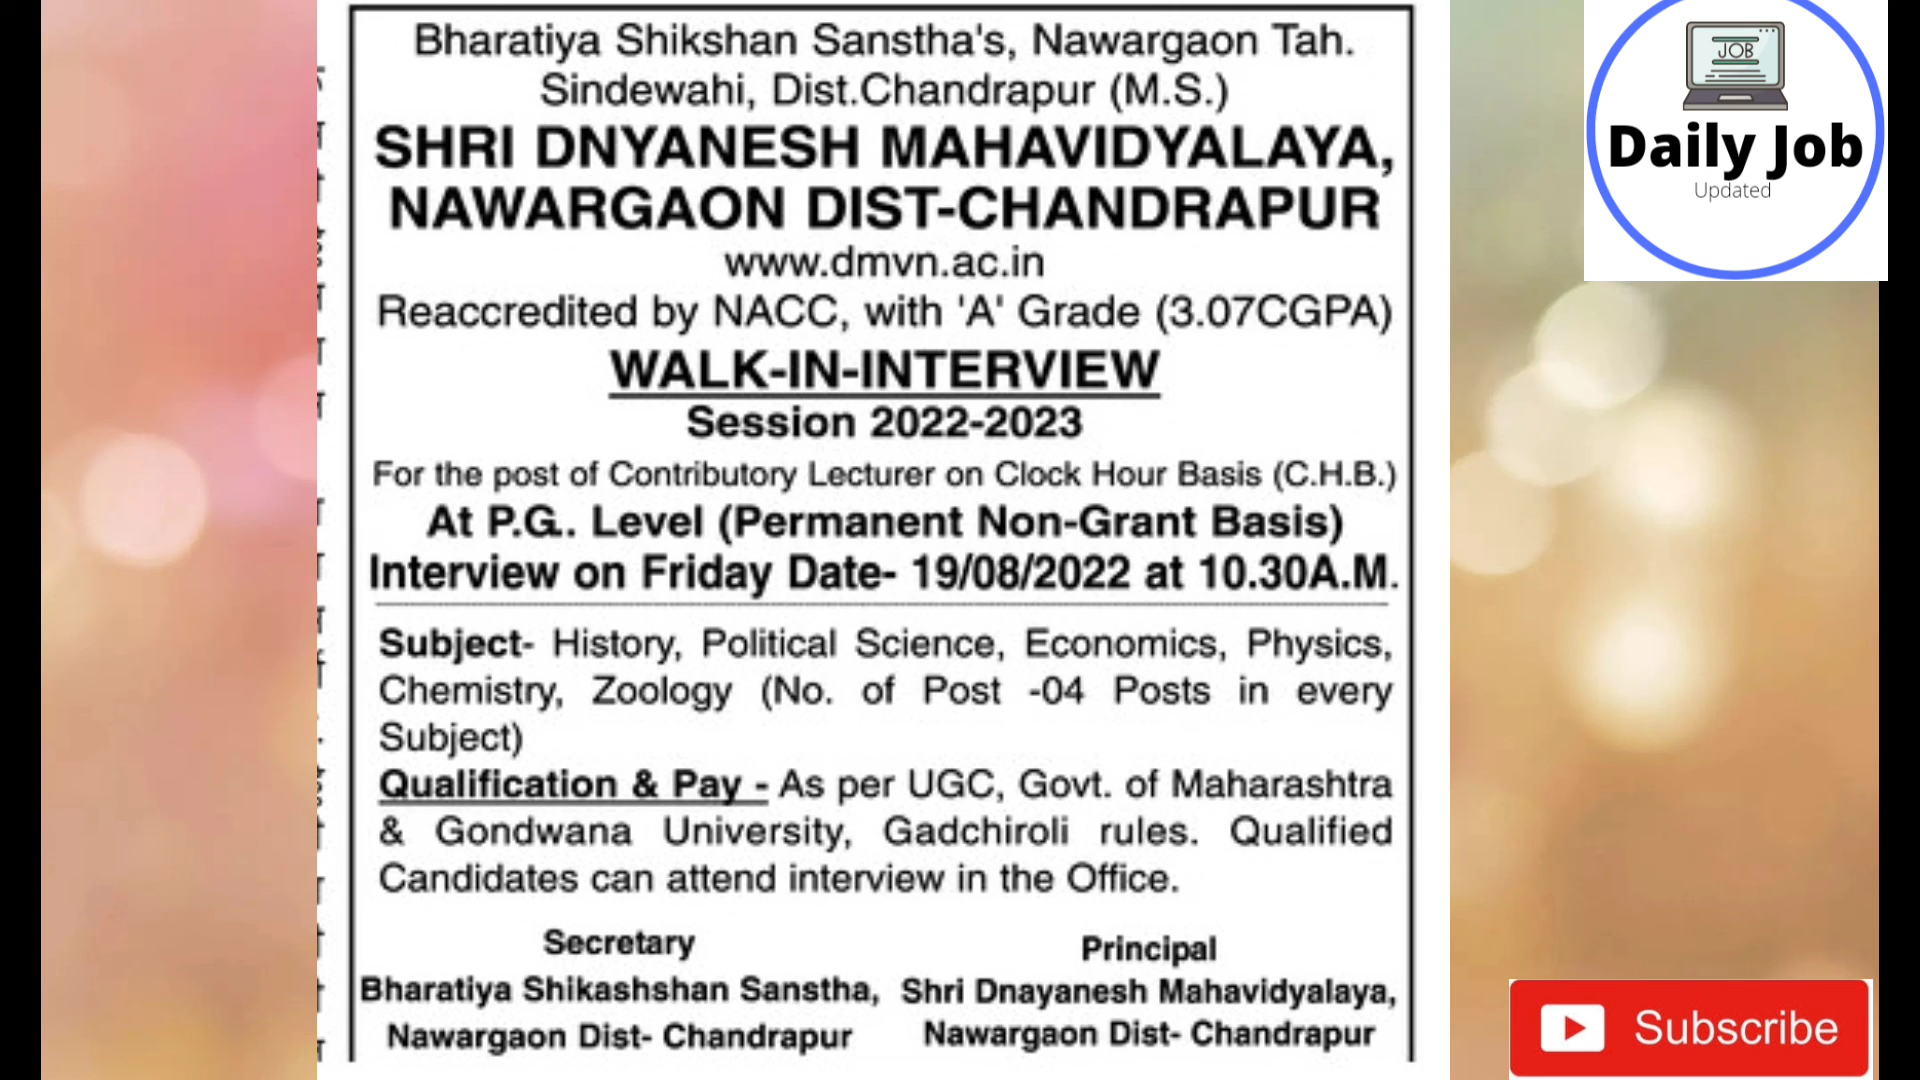 Bharatiya Shikshan Sanstha's, Nawargaon Tah.
Sindewahi, Dist.Chandrapur (M.S.)
SHRI DNYANESH MAHAVIDYALAYA,
NAWARGAON DIST-CHANDRAPUR
www.dmvn.ac.in
Reaccredited by NACC, with 'A' Grade (3.07CGPA)
WALK-IN-INTERVIEW
Session 2022-2023
For the post of Contributory Lecturer on Clock Hour Basis (C.H.B.)
At P.G. Level (Permanent Non-Grant Basis)
Interview on Friday Date- 19/08/2022 at 10.30A.M.
Subject- History, Political Science, Economics, Physics,
Chemistry, Zoology (No. of Post -04 Posts in every
Subject)
Qualification & Pay - As per UGC, Govt. of Maharashtra
& Gondwana University, Gadchiroli rules. Qualified
Candidates can attend interview in the Office.
Secretary
Bharatiya Shikashshan Sanstha,
Nawargaon Dist- Chandrapur
Principal
Shri Dnayanesh Mahavidyalaya,
Nawargaon Dist- Chandrapur
JOB
Daily Job
Updated
Subscribe